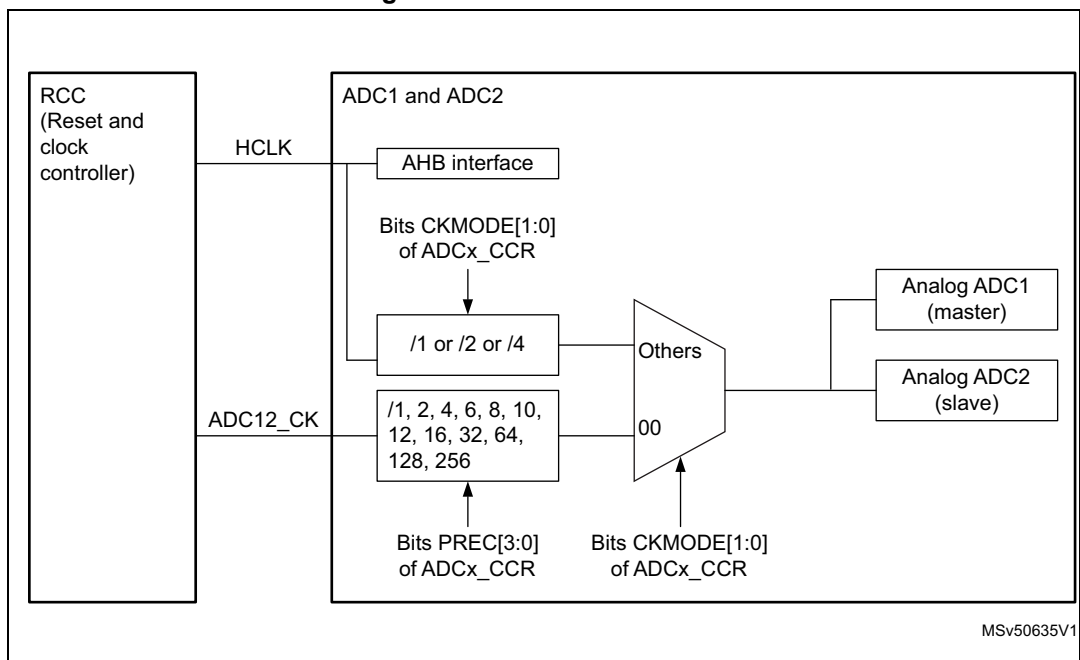 RCC
(Reset and
clock
controller)
HCLK
ADC12_CK
ADC1 and ADC2
AHB interface
Bits CKMODE[1:0]
of ADCx_CCR
/1 or /2 or /4
/1, 2, 4, 6, 8, 10,
12, 16, 32, 64,
128, 256
Bits PREC[3:0]
of ADCx_CCR
Others
00
Bits CKMODE[1:0]
of ADCx_CCR
Analog ADC1
(master)
Analog ADC2
(slave)
MSv50635V1